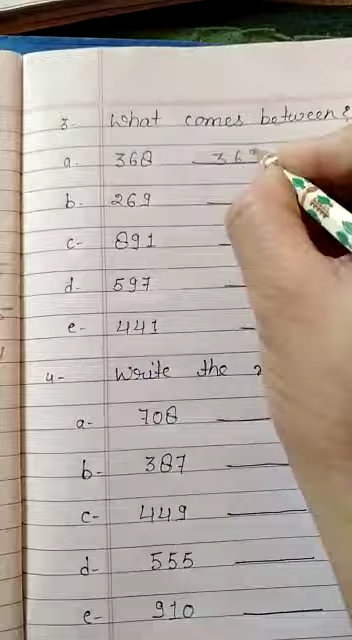 3- What comes between ?
a. 368 369
b. 269
c- 891
d. 597
e- 441
4- Write the
a- 708
b- 387
c- 449
d- 555
e- 910